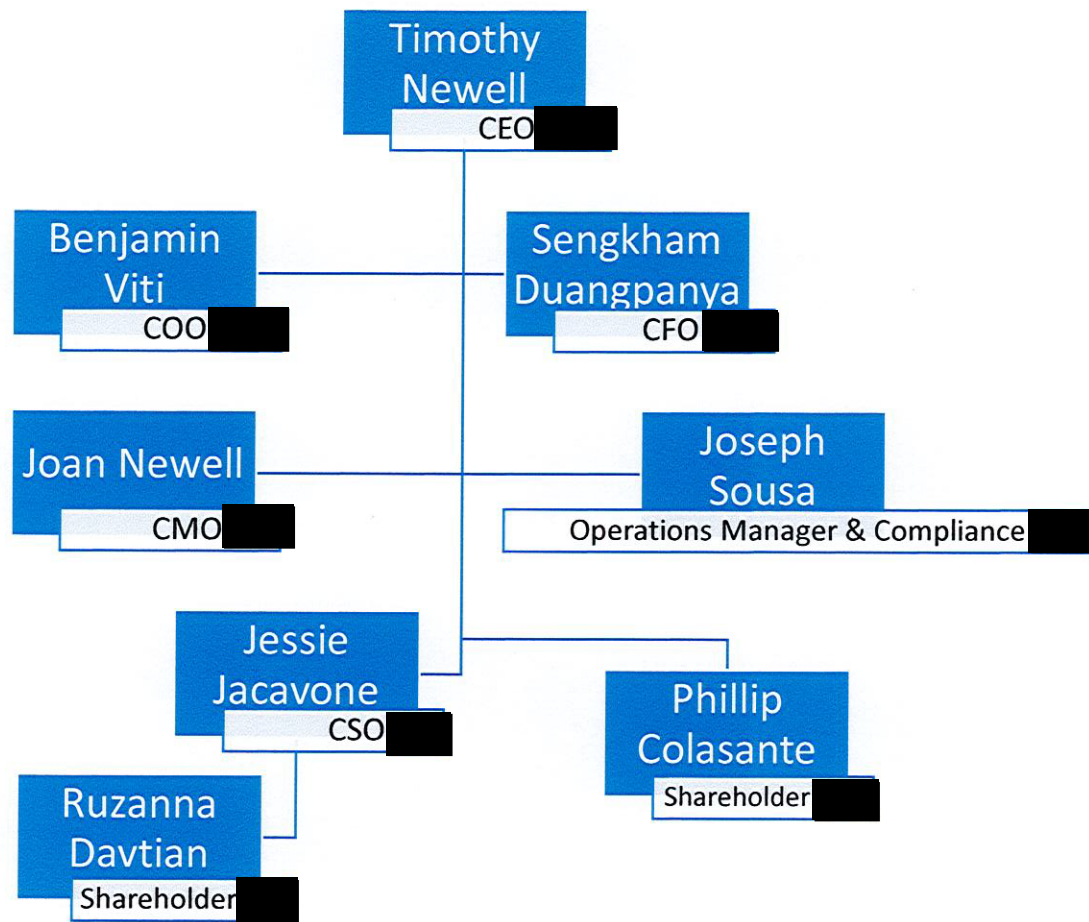 Timothy
Newell
CEO
Benjamin
Viti
COO
Sengkham
Duangpanya
CFO
Joan Newell
CMO
Joseph
Sousa
Operations Manager & Compliance
Jessie
Jacavone
CSO
Phillip
Colasante
Shareholder
Ruzanna
Davtian
Shareholder